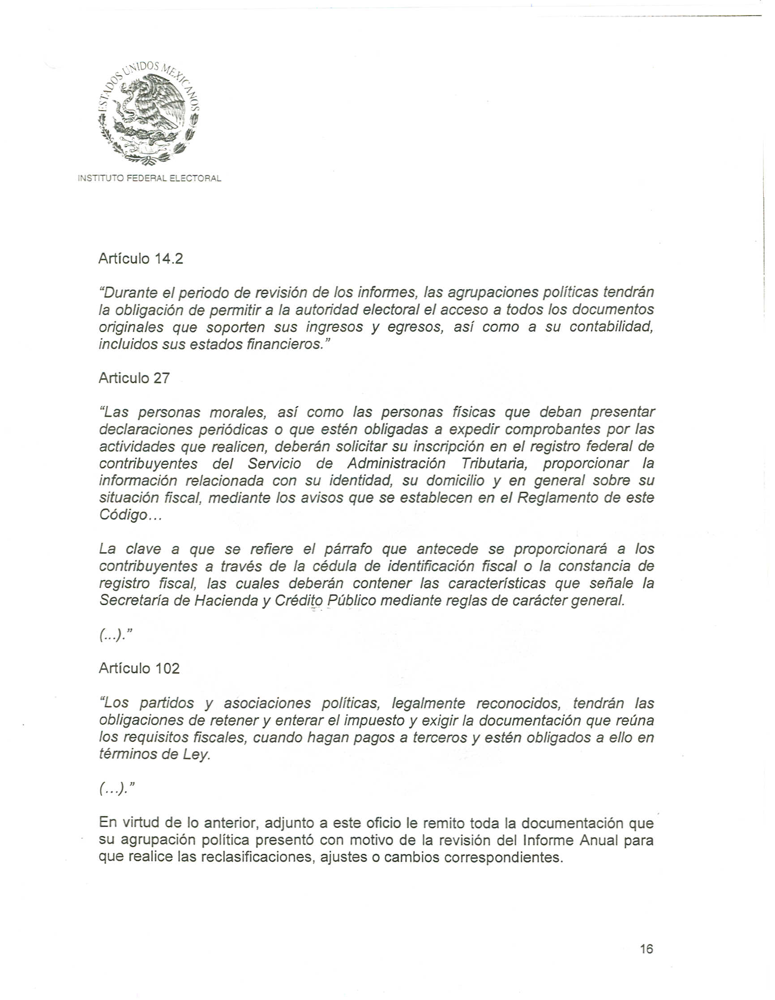 ESTADOS UNIDOS MEXICANOS
INSTITUTO FEDERAL ELECTORAL
Artículo 14.2
“Durante el periodo de revisión de los informes, las agrupaciones políticas tendrán
la obligación de permitir a la autoridad electoral el acceso a todos los documentos
originales que soporten sus ingresos y egresos, así como a su contabilidad,
incluidos sus estados financieros.”
Articulo 27
“Las personas morales, así como las personas físicas que deban presentar
declaraciones periódicas o que estén obligadas a expedir comprobantes por las
actividades que realicen, deberán solicitar su inscripción en el registro federal de
contribuyentes del Servicio de Administración Tributaria, proporcionar la
información relacionada con su identidad, su domicilio y en general sobre su
situación fiscal, mediante los avisos que se establecen en el Reglamento de este
Código...
La clave a que se refiere el párrafo que antecede se proporcionará a los
contribuyentes a través de la cédula de identificación fiscal o la constancia de
registro fiscal, las cuales deberán contener las características que señale la
Secretaría de Hacienda y Crédito Público mediante reglas de carácter general.
(...).”
Artículo 102
“Los partidos y asociaciones políticas, legalmente reconocidos, tendrán las
obligaciones de retener y enterar el impuesto y exigir la documentación que reúna
los requisitos fiscales, cuando hagan pagos a terceros y estén obligados a ello en
términos de Ley.
(...).”
En virtud de lo anterior, adjunto a este oficio le remito toda la documentación que
su agrupación política presentó con motivo de la revisión del Informe Anual para
que realice las reclasificaciones, ajustes o cambios correspondientes.
16